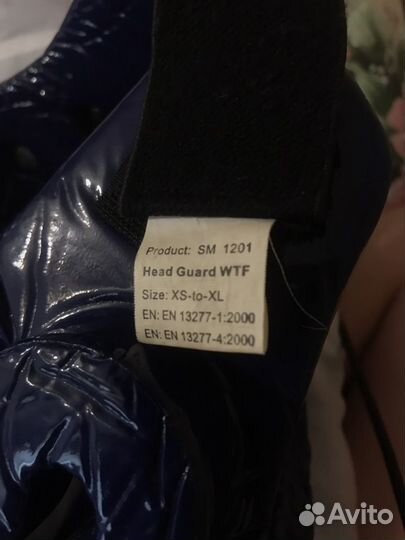 Product: SM 1201
Head Guard WTF
Size: XS-to-XL
EN: EN 13277-1:2000
EN: EN 13277-4:2000
Avito